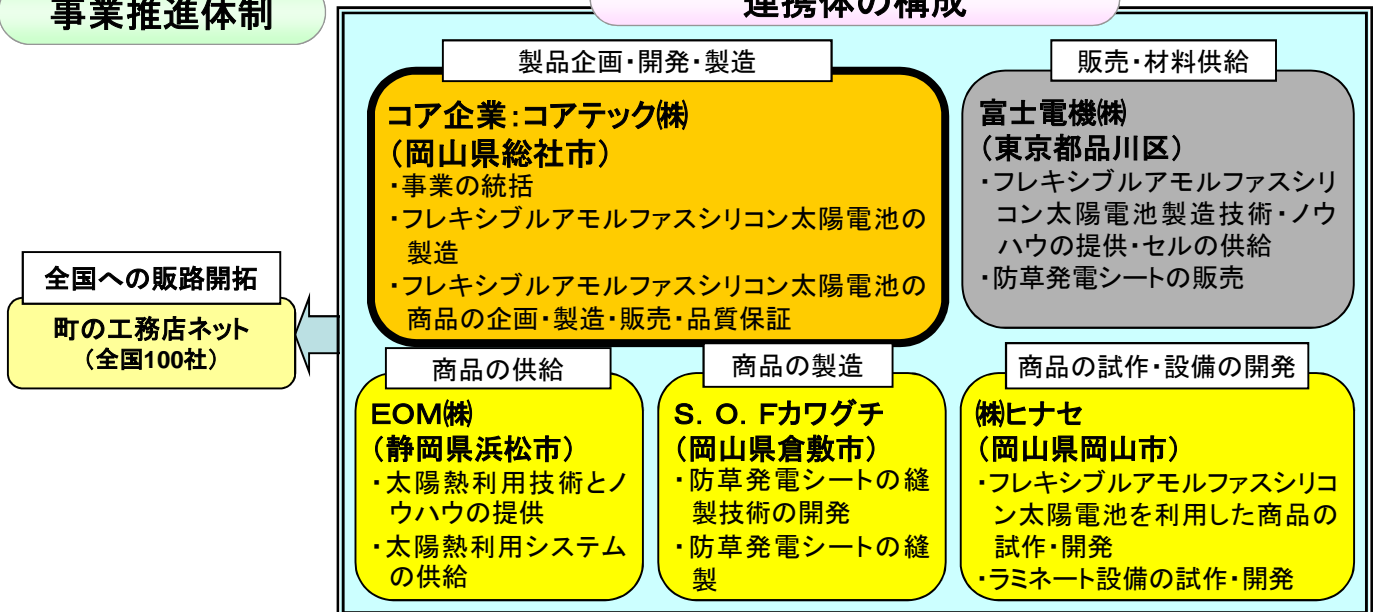 事業推進体制
連携体の構成
製品企画・開発・製造
コア企業：コアテック㈱
（岡山県総社市）
・事業の統括
・フレキシブルアモルファスシリコン太陽電池の
製造
・フレキシブルアモルファスシリコン太陽電池の
商品の企画・製造・販売・品質保証
販売・材料供給
富士電機㈱
（東京都品川区）
・フレキシブルアモルファスシリ
コン太陽電池製造技術・ノウ
ハウの提供・セルの供給
・防草発電シートの販売
全国への販路開拓
町の工務店ネット
（全国100社）
商品の供給
EOM㈱
（静岡県浜松市）
・太陽熱利用技術とノ
ウハウの提供
・太陽熱利用システム
の供給
商品の製造
S．O．Fカワグチ
（岡山県倉敷市）
・防草発電シートの縫
製技術の開発
・防草発電シートの縫
製
商品の試作・設備の開発
㈱ヒナセ
（岡山県岡山市）
・フレキシブルアモルファスシリコ
ン太陽電池を利用した商品の
試作・開発
・ラミネート設備の試作・開発